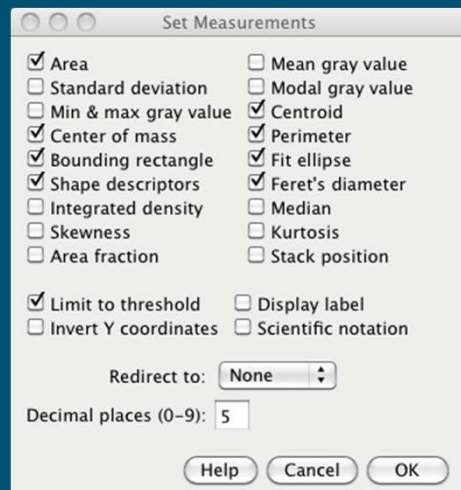 Set Measurements
Area
Mean gray value
Standard deviation
Modal gray value
Min & max gray value
Centroid
Center of mass
Perimeter
Bounding rectangle
Fit ellipse
Shape descriptors
Feret's diameter
Integrated density
Median
Skewness
Kurtosis
Area fraction
Stack position
Limit to threshold
Display label
Invert Y coordinates
Scientific notation
Redirect to: None
Decimal places (0-9): 5
Help Cancel OK